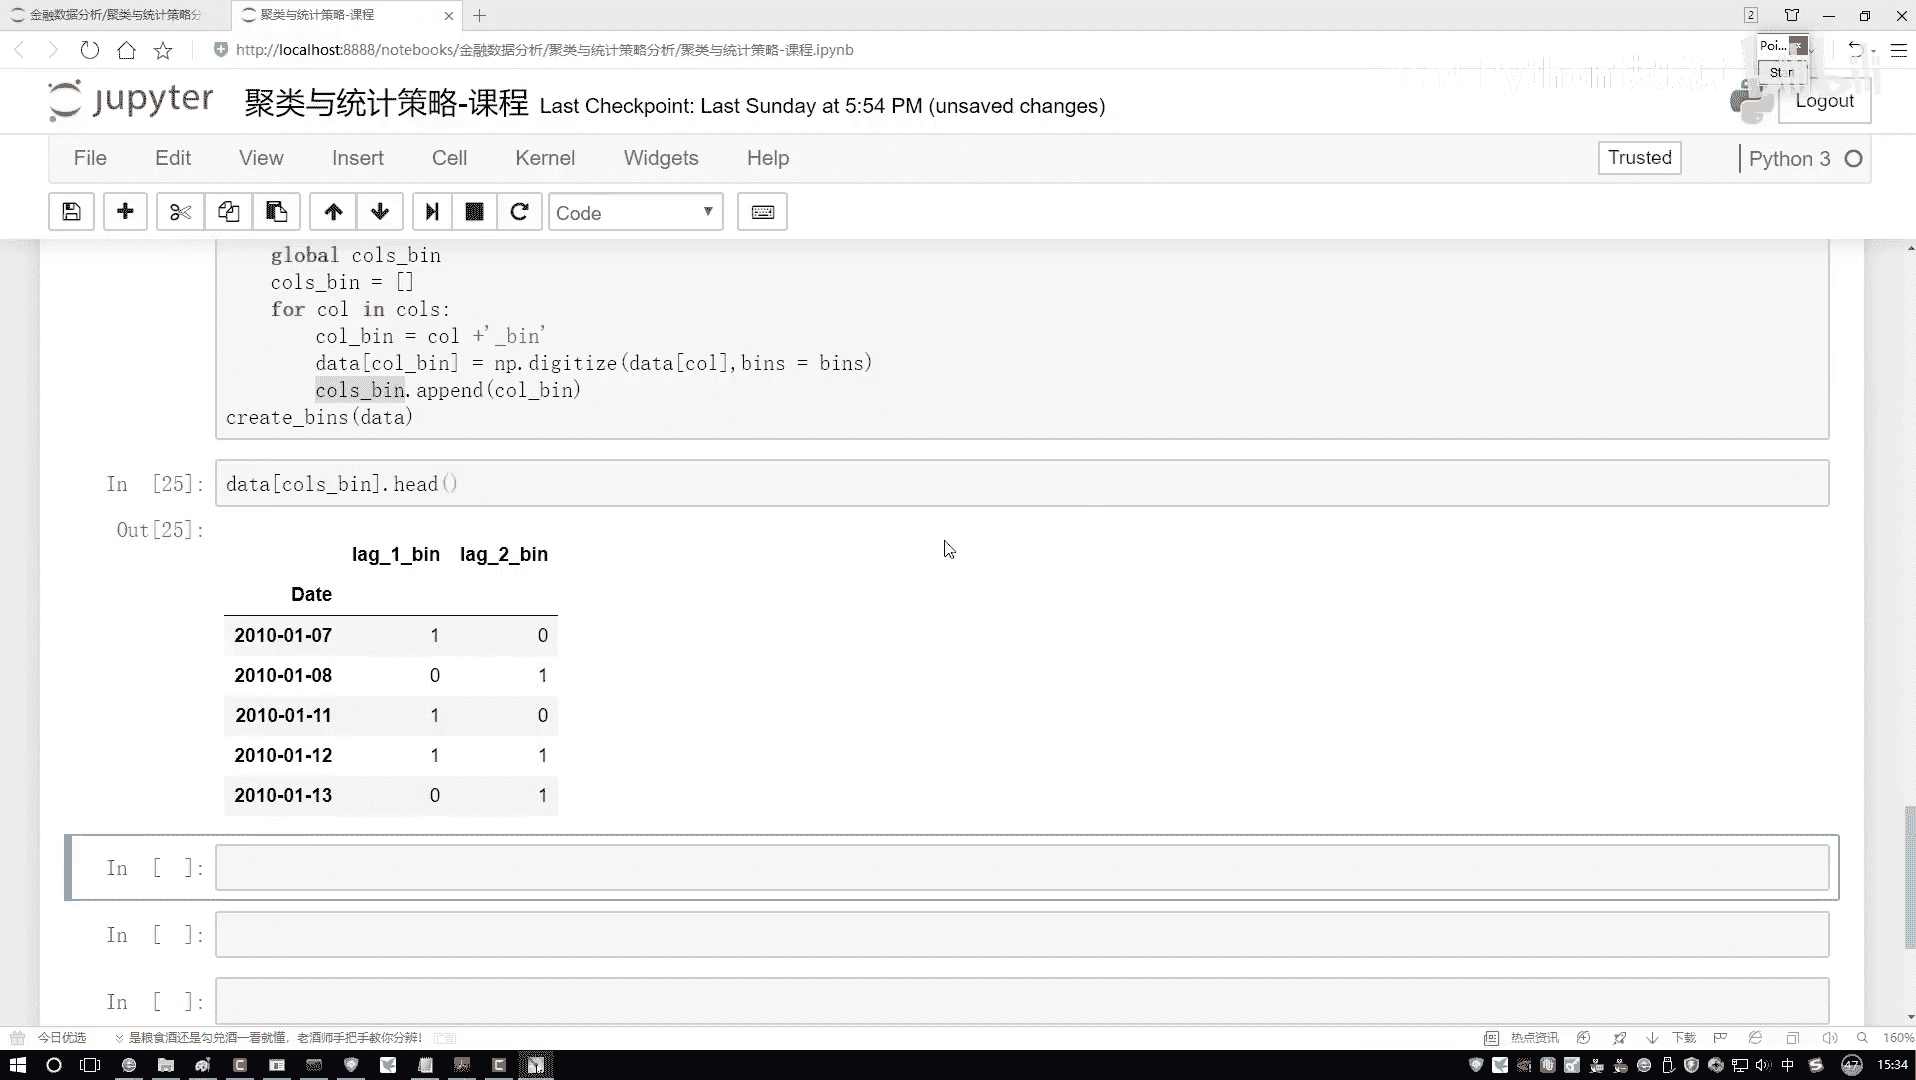 金融数据分析/聚类与统计策略分
聚类与统计策略-课程
2
http://localhost:8888/notebooks/金融数据分析/聚类与统计策略分析/聚类与统计策略-课程.ipynb
Poi...
jupyter 聚类与统计策略-课程 Last Checkpoint: Last Sunday at 5:54 PM (unsaved changes)
Logout
File Edit View Insert Cell Kernel Widgets Help
Trusted
Python 3
Code
global cols_bin
cols_bin = []
for col in cols:
col_bin = col +'_bin'
data[col_bin] = np.digitize(data[col],bins = bins)
cols_bin.append(col_bin)
create_bins(data)
In [25]: data[cols_bin].head()
Out[25]:
lag_1_bin lag_2_bin
Date
2010-01-07 1 0
2010-01-08 0 1
2010-01-11 1 0
2010-01-12 1 1
2010-01-13 0 1
In [ ]:
In [ ]:
In [ ]:
今日优选 是粮食酒还是勾兑酒一看就懂，老酒师手把手教你分辨！
热点资讯 下载 160%
中 47 15:34